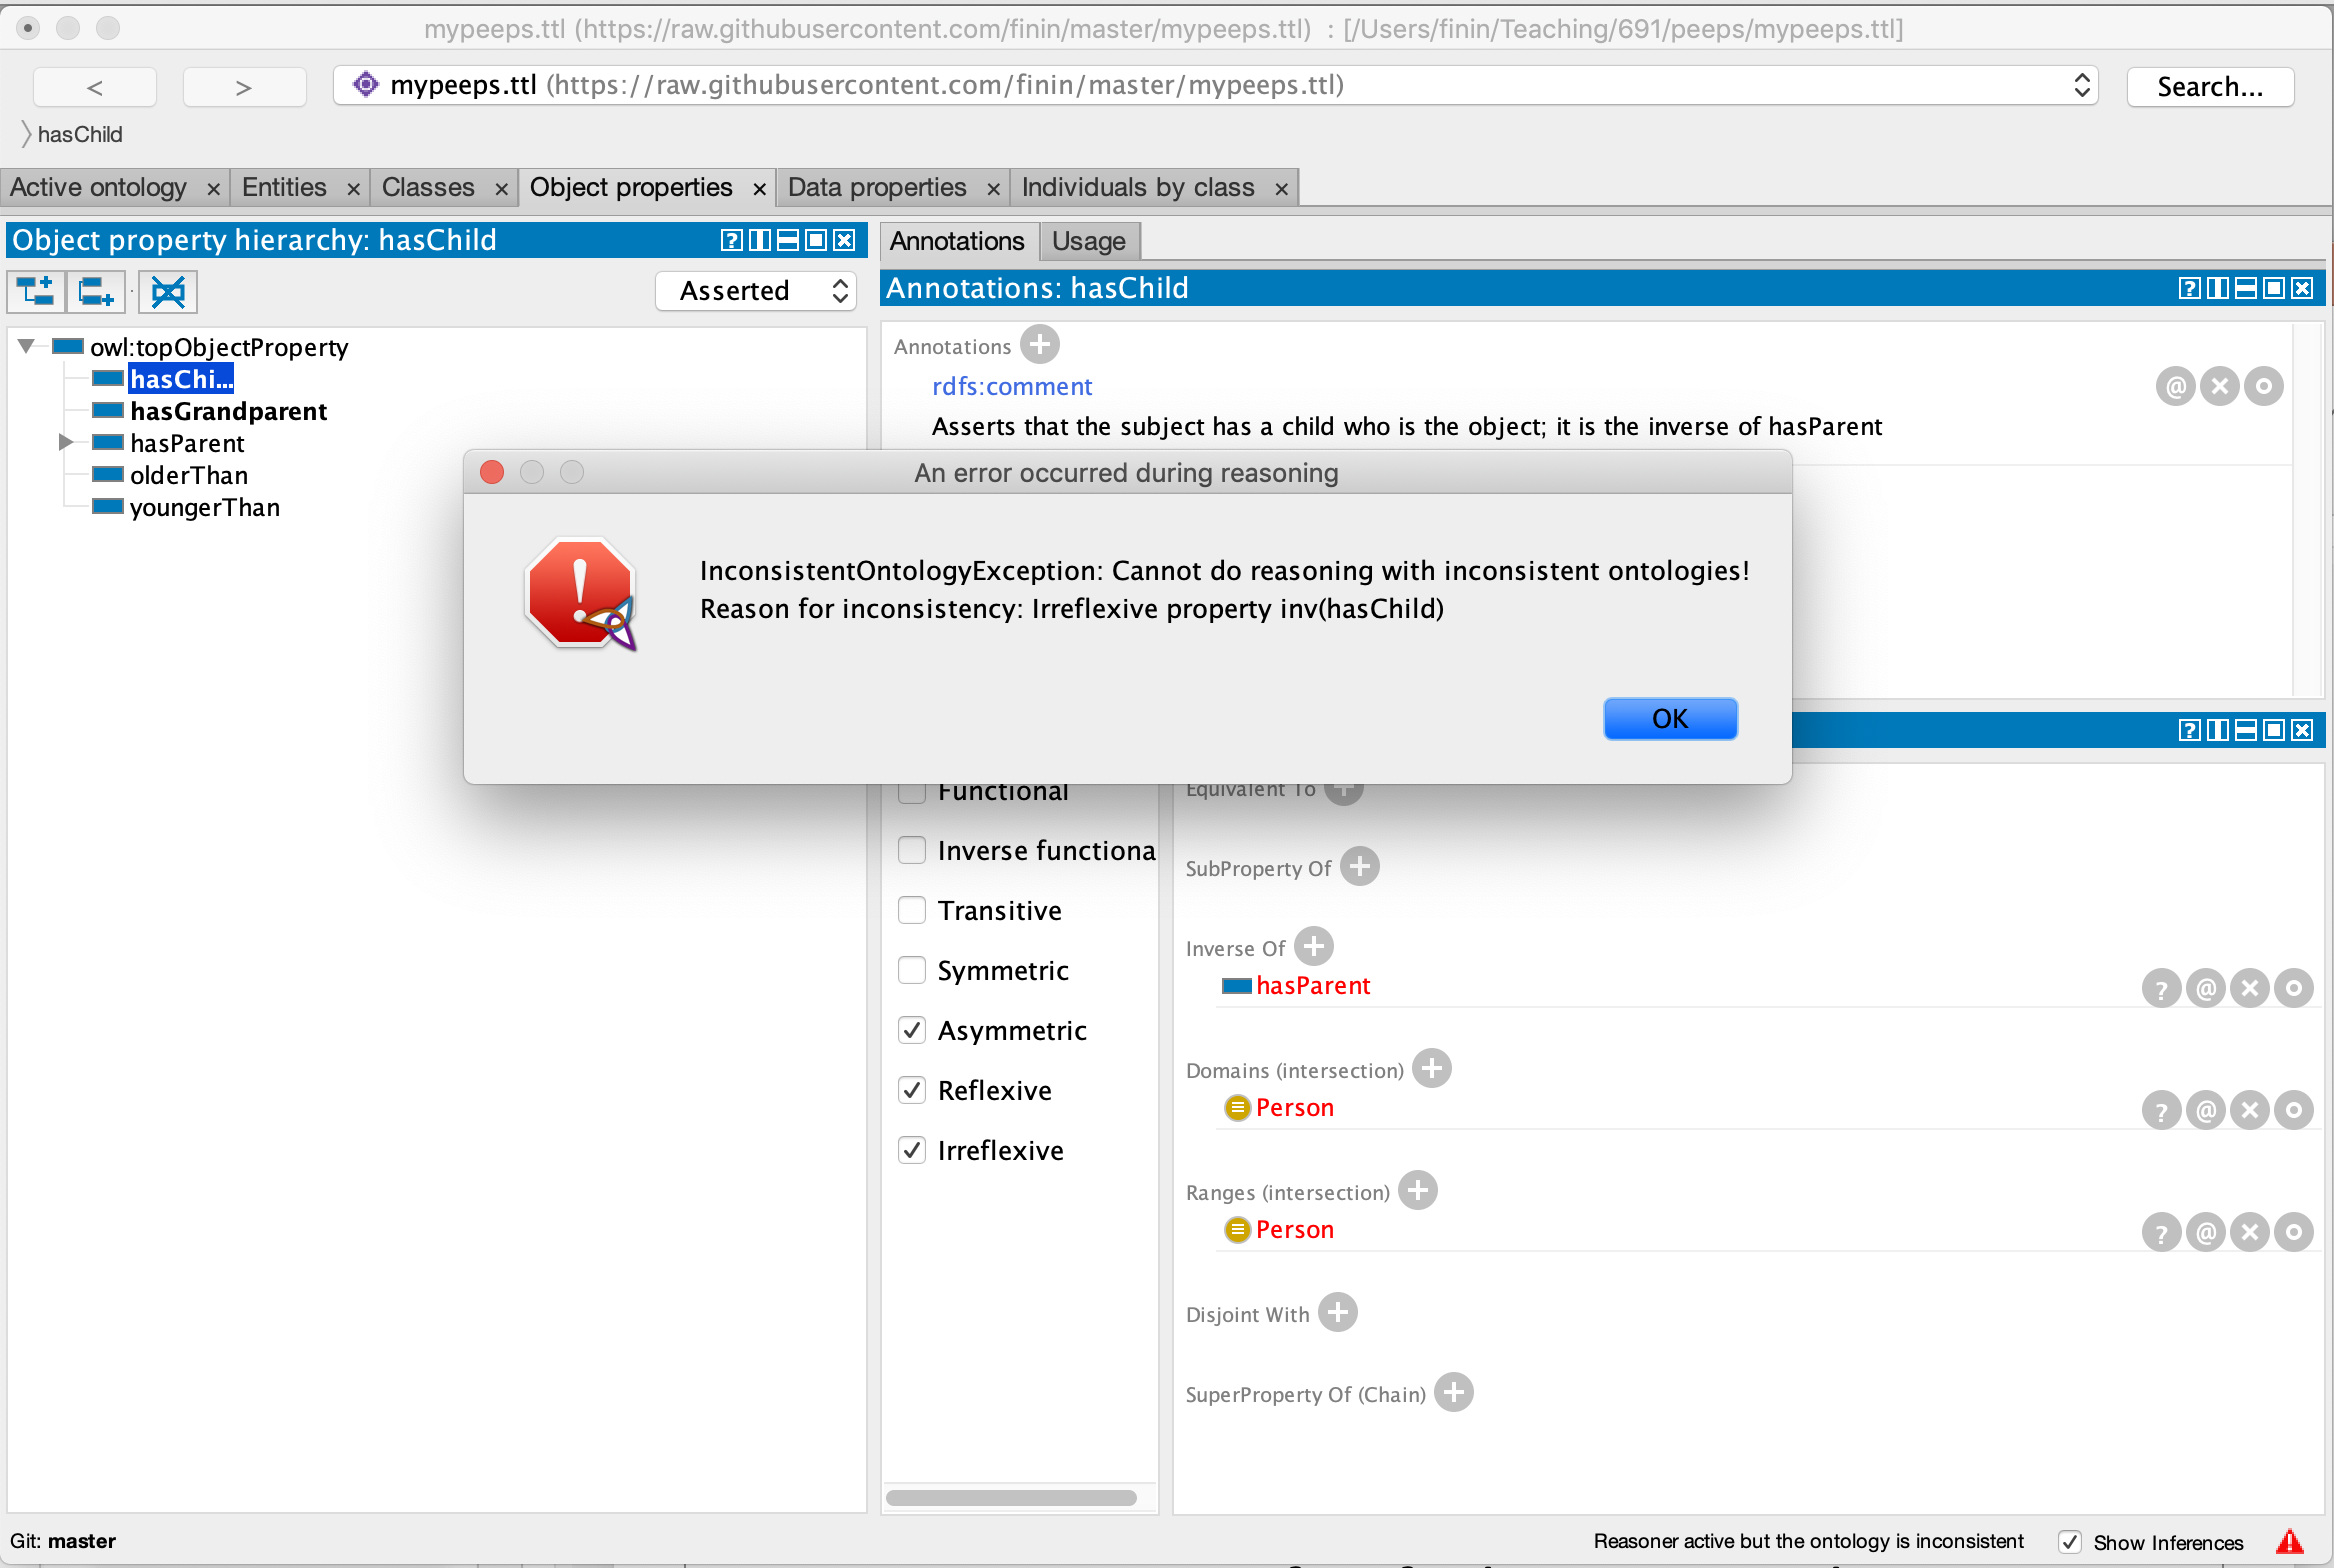 mypeeps.ttl (https://raw.githubusercontent.com/finin/master/mypeeps.ttl) : [/Users/finin/Teaching/691/peeps/mypeeps.ttl]
< > mypeeps.ttl (https://raw.githubusercontent.com/finin/master/mypeeps.ttl) Search...
hasChild
Active ontology × Entities × Classes × Object properties × Data properties × Individuals by class ×
Object property hierarchy: hasChild
Asserted
owl:topObjectProperty
hasChi...
hasGrandparent
hasParent
olderThan
youngerThan
Annotations Usage
Annotations: hasChild
Annotations
rdfs:comment
Asserts that the subject has a child who is the object; it is the inverse of hasParent
An error occurred during reasoning
InconsistentOntologyException: Cannot do reasoning with inconsistent ontologies!
Reason for inconsistency: Irreflexive property inv(hasChild)
OK
Functional
Inverse functiona
Transitive
Symmetric
Asymmetric
Reflexive
Irreflexive
Equivalent To
SubProperty Of
Inverse Of
hasParent
Domains (intersection)
Person
Ranges (intersection)
Person
Disjoint With
SuperProperty Of (Chain)
Git: master
Reasoner active but the ontology is inconsistent Show Inferences